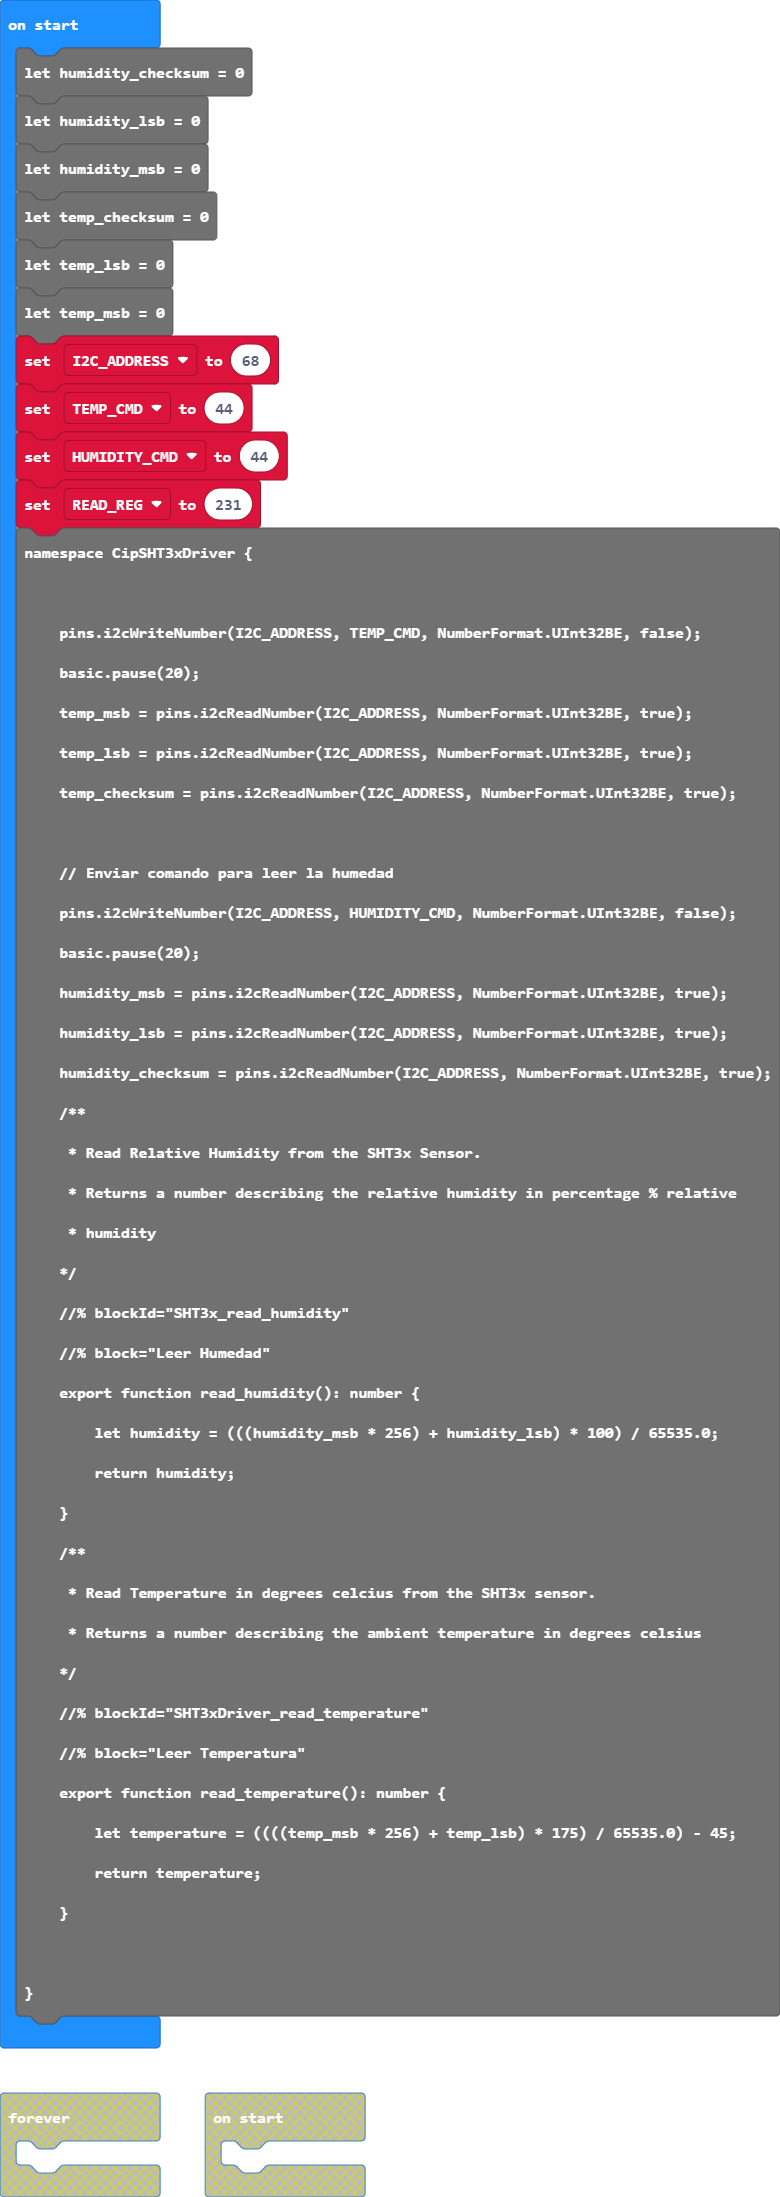 on start
let humidity_checksum = 0
let humidity_lsb = 0
let humidity_msb = 0
let temp_checksum = 0
let temp_lsb = 0
let temp_msb = 0
set I2C_ADDRESS to 68
set TEMP_CMD to 44
set HUMIDITY_CMD to 44
set READ_REG to 231
namespace CipSHT3xDriver {
pins.i2cWriteNumber(I2C_ADDRESS, TEMP_CMD, NumberFormat.UInt32BE, false);
basic.pause(20);
temp_msb = pins.i2cReadNumber(I2C_ADDRESS, NumberFormat.UInt32BE, true);
temp_lsb = pins.i2cReadNumber(I2C_ADDRESS, NumberFormat.UInt32BE, true);
temp_checksum = pins.i2cReadNumber(I2C_ADDRESS, NumberFormat.UInt32BE, true);
// Enviar comando para leer la humedad
pins.i2cWriteNumber(I2C_ADDRESS, HUMIDITY_CMD, NumberFormat.UInt32BE, false);
basic.pause(20);
humidity_msb = pins.i2cReadNumber(I2C_ADDRESS, NumberFormat.UInt32BE, true);
humidity_lsb = pins.i2cReadNumber(I2C_ADDRESS, NumberFormat.UInt32BE, true);
humidity_checksum = pins.i2cReadNumber(I2C_ADDRESS, NumberFormat.UInt32BE, true);
/**
* Read Relative Humidity from the SHT3x Sensor.
* Returns a number describing the relative humidity in percentage % relative
* humidity
*/
//% blockId="SHT3x_read_humidity"
//% block="Leer Humedad"
export function read_humidity(): number {
let humidity = (((humidity_msb * 256) + humidity_lsb) * 100) / 65535.0;
return humidity;
}
/**
* Read Temperature in degrees celcius from the SHT3x sensor.
* Returns a number describing the ambient temperature in degrees celsius
*/
//% blockId="SHT3xDriver_read_temperature"
//% block="Leer Temperatura"
export function read_temperature(): number {
let temperature = ((((temp_msb * 256) + temp_lsb) * 175) / 65535.0) - 45;
return temperature;
}
}
forever
on start